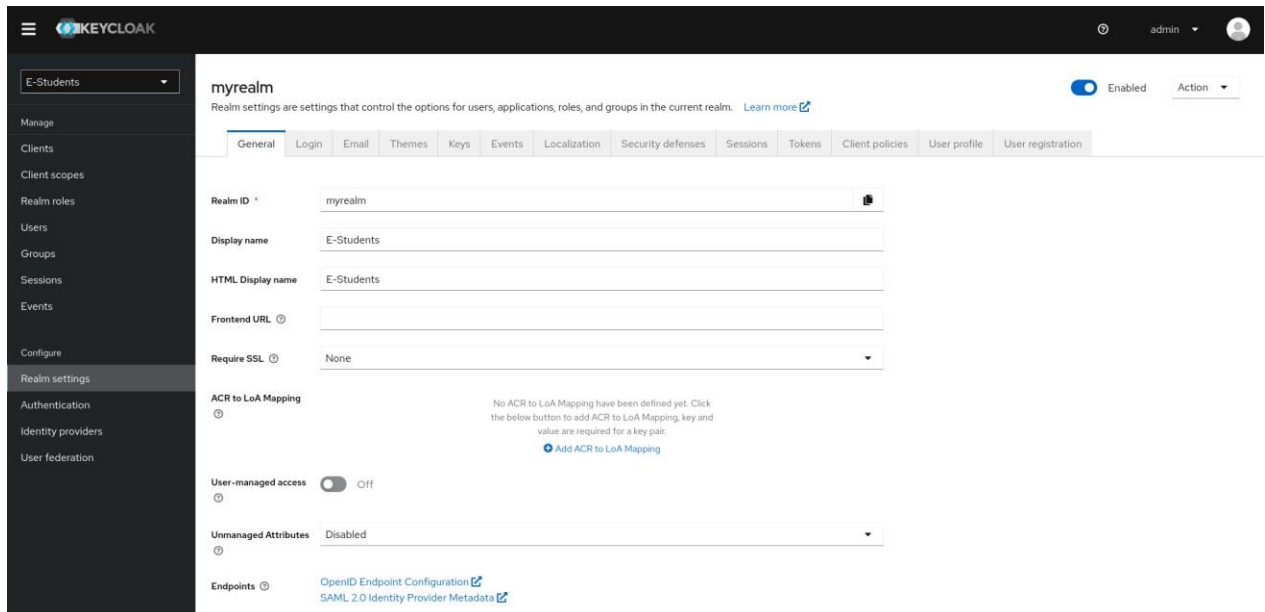 KEYCLOAK
admin
E-Students
Manage
Clients
Client scopes
Realm roles
Users
Groups
Sessions
Events
Configure
Realm settings
Authentication
Identity providers
User federation
myrealm
Enabled
Action
Realm settings are settings that control the options for users, applications, roles, and groups in the current realm. Learn more
General Login Email Themes Keys Events Localization Security defenses Sessions Tokens Client policies User profile User registration
Realm ID * myrealm
Display name E-Students
HTML Display name E-Students
Frontend URL
Require SSL None
ACR to LoA Mapping
No ACR to LoA Mapping have been defined yet. Click
the below button to add ACR to LoA Mapping, key and
value are required for a key pair.
Add ACR to LoA Mapping
User-managed access Off
Unmanaged Attributes Disabled
Endpoints OpenID Endpoint Configuration
SAML 2.0 Identity Provider Metadata